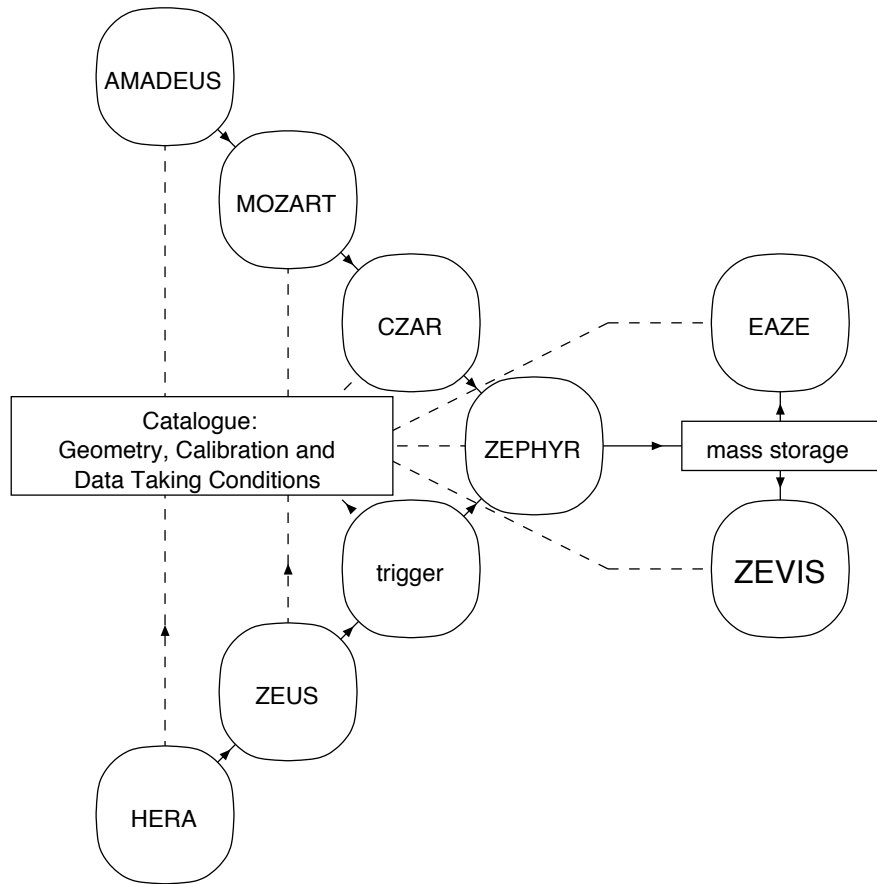 AMADEUS
MOZART
CZAR
EAZE
Catalogue:
Geometry, Calibration and
Data Taking Conditions
ZEPHYR
mass storage
trigger
ZEVIS
ZEUS
HERA